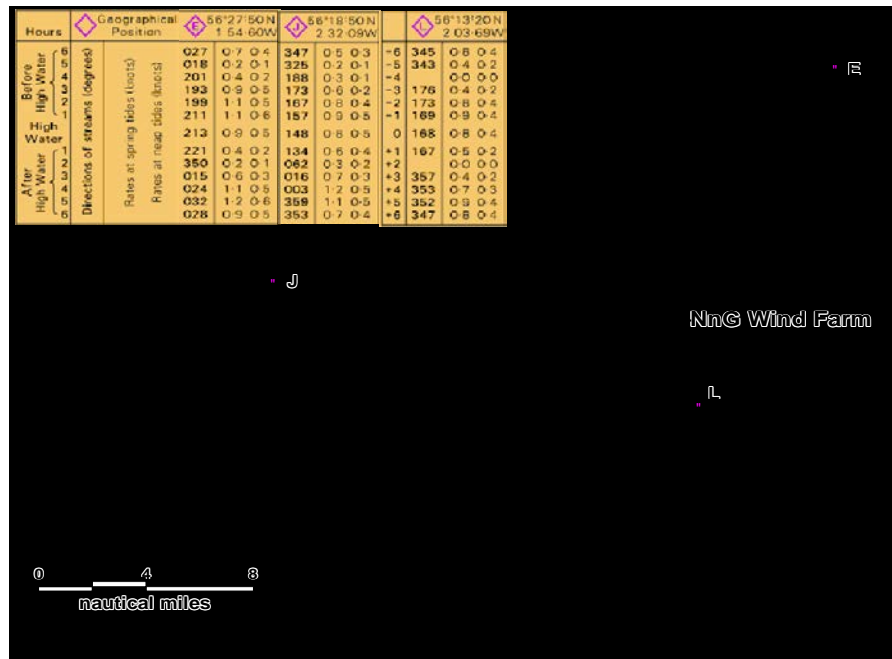 Hours Geographical Position E 56°27'50N 1 54·60W J 56°18'50N 2 32·09W L 56°13'20N 2 03·69W
Before High Water
High Water
After High Water
Directions of streams (degrees)
Rates at spring tides (knots)
Rates at neap tides (knots)
6 027 0·7 0·4 347 0·5 0·3 -6 345 0·8 0·4
5 018 0·2 0·1 325 0·2 0·1 -5 343 0·4 0·2
4 201 0·4 0·2 188 0·3 0·1 -4 0·0 0·0
3 193 0·9 0·5 173 0·6 0·2 -3 176 0·4 0·2
2 199 1·1 0·5 167 0·8 0·4 -2 173 0·8 0·4
1 211 1·1 0·6 157 0·9 0·5 -1 169 0·9 0·4
213 0·9 0·5 148 0·8 0·5 0 168 0·8 0·4
1 221 0·4 0·2 134 0·6 0·4 +1 167 0·5 0·2
2 350 0·2 0·1 062 0·3 0·2 +2 0·0 0·0
3 015 0·6 0·3 016 0·7 0·3 +3 357 0·4 0·2
4 024 1·1 0·5 003 1·2 0·5 +4 353 0·7 0·3
5 032 1·2 0·6 359 1·1 0·5 +5 352 0·9 0·4
6 028 0·9 0·5 353 0·7 0·4 +6 347 0·8 0·4
E
J
NnG Wind Farm
L
0 4 8
nautical miles